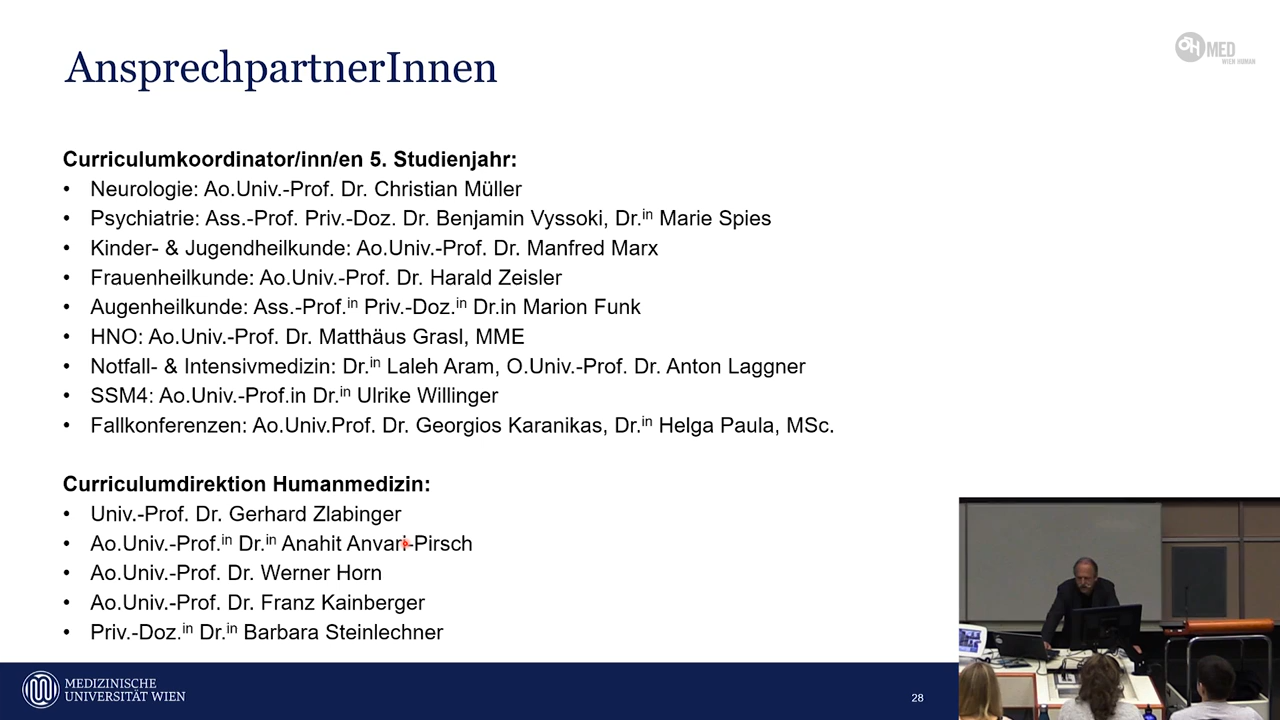 AnsprechpartnerInnen
ÖH MED
WIEN HUMAN
Curriculumkoordinator/inn/en 5. Studienjahr:
• Neurologie: Ao.Univ.-Prof. Dr. Christian Müller
• Psychiatrie: Ass.-Prof. Priv.-Doz. Dr. Benjamin Vyssoki, Dr.in Marie Spies
• Kinder- & Jugendheilkunde: Ao.Univ.-Prof. Dr. Manfred Marx
• Frauenheilkunde: Ao.Univ.-Prof. Dr. Harald Zeisler
• Augenheilkunde: Ass.-Prof.in Priv.-Doz.in Dr.in Marion Funk
• HNO: Ao.Univ.-Prof. Dr. Matthäus Grasl, MME
• Notfall- & Intensivmedizin: Dr.in Laleh Aram, O.Univ.-Prof. Dr. Anton Laggner
• SSM4: Ao.Univ.-Prof.in Dr.in Ulrike Willinger
• Fallkonferenzen: Ao.Univ.Prof. Dr. Georgios Karanikas, Dr.in Helga Paula, MSc.
Curriculumdirektion Humanmedizin:
• Univ.-Prof. Dr. Gerhard Zlabinger
• Ao.Univ.-Prof.in Dr.in Anahit Anvari-Pirsch
• Ao.Univ.-Prof. Dr. Werner Horn
• Ao.Univ.-Prof. Dr. Franz Kainberger
• Priv.-Doz.in Dr.in Barbara Steinlechner
MEDIZINISCHE
UNIVERSITÄT WIEN
28